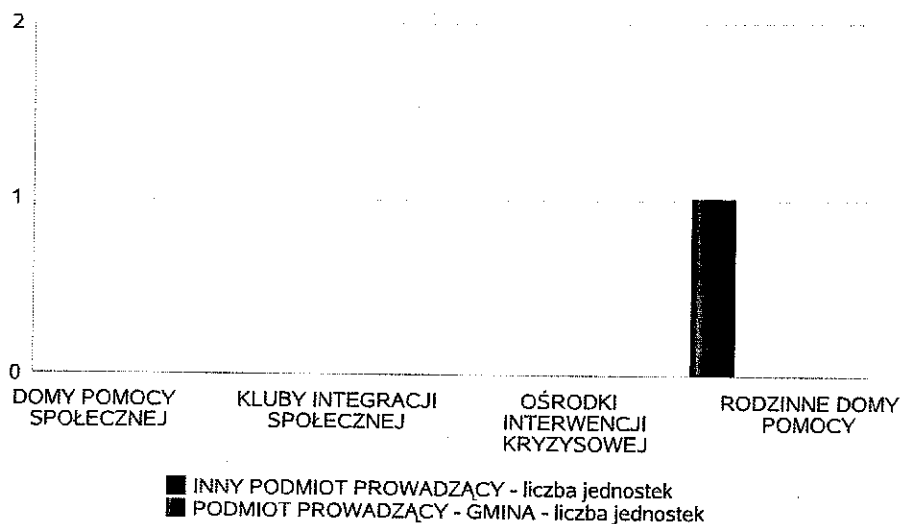 2
1
0
DOMY POMOCY
SPOŁECZNEJ
KLUBY INTEGRACJI
SPOŁECZNEJ
OŚRODKI
INTERWENCJI
KRYZYSOWEJ
RODZINNE DOMY
POMOCY
INNY PODMIOT PROWADZĄCY - liczba jednostek
PODMIOT PROWADZĄCY - GMINA - liczba jednostek